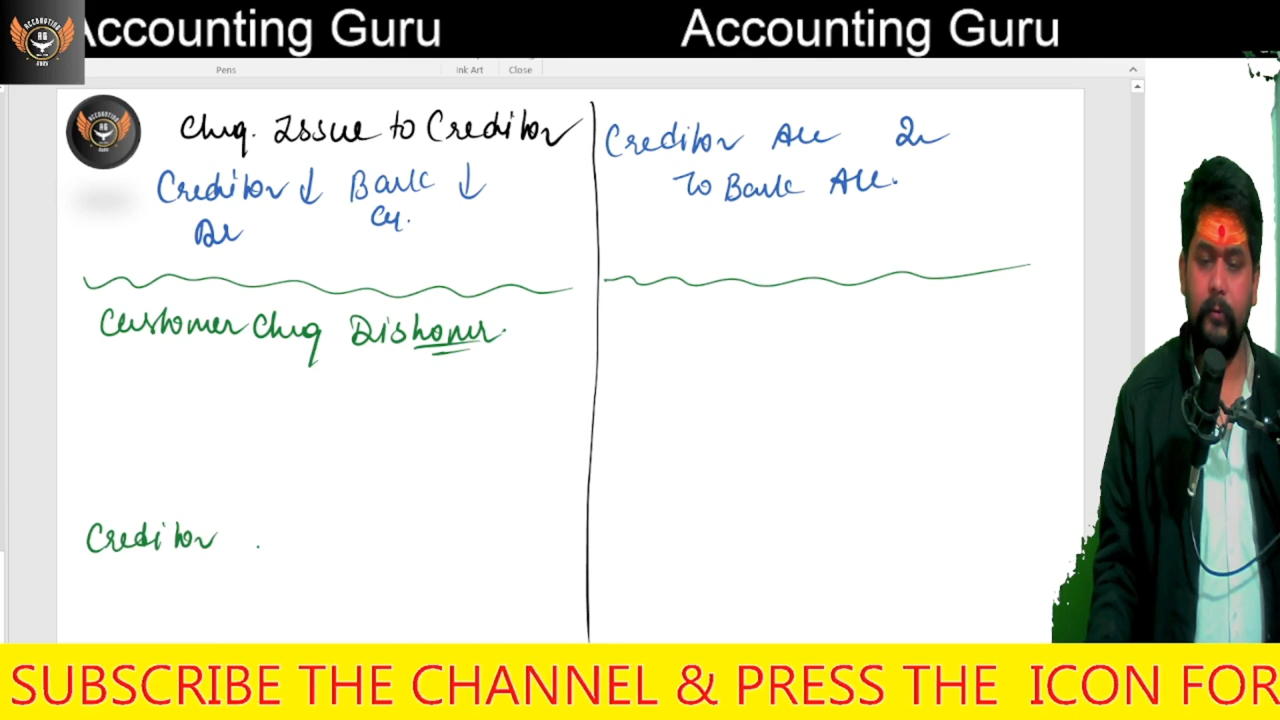 Accounting Guru
Accounting Guru
Pens
Ink Art
Close
Chq. Issue to Creditor
Creditor ↓ Bank ↓
Dr
Cr.
Creditor A/c Dr
To Bank A/c.
Customer Chq Dishonr.
Creditor .
SUBSCRIBE THE CHANNEL & PRESS THE ICON FOR